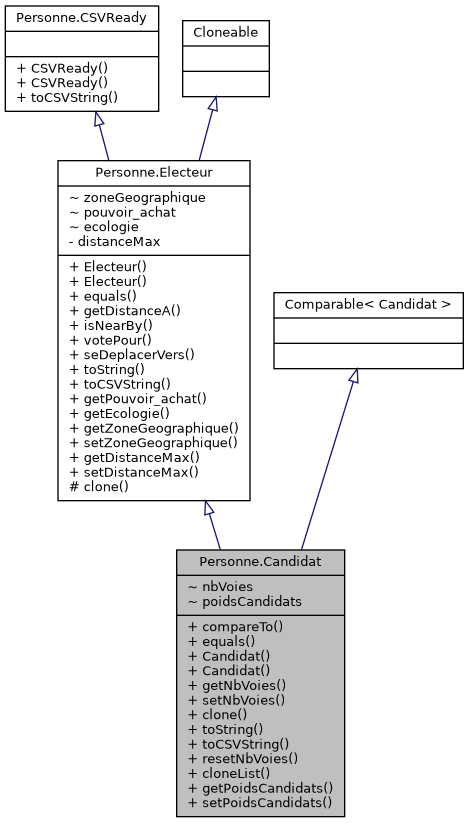 Personne.CSVReady
+ CSVReady()
+ CSVReady()
+ toCSVString()
Cloneable
Personne.Electeur
~ zoneGeographique
~ pouvoir_achat
~ ecologie
- distanceMax
+ Electeur()
+ Electeur()
+ equals()
+ getDistanceA()
+ isNearBy()
+ votePour()
+ seDeplacerVers()
+ toString()
+ toCSVString()
+ getPouvoir_achat()
+ getEcologie()
+ getZoneGeographique()
+ setZoneGeographique()
+ getDistanceMax()
+ setDistanceMax()
# clone()
Comparable< Candidat >
Personne.Candidat
~ nbVoies
~ poidsCandidats
+ compareTo()
+ equals()
+ Candidat()
+ Candidat()
+ getNbVoies()
+ setNbVoies()
+ clone()
+ toString()
+ toCSVString()
+ resetNbVoies()
+ cloneList()
+ getPoidsCandidats()
+ setPoidsCandidats()